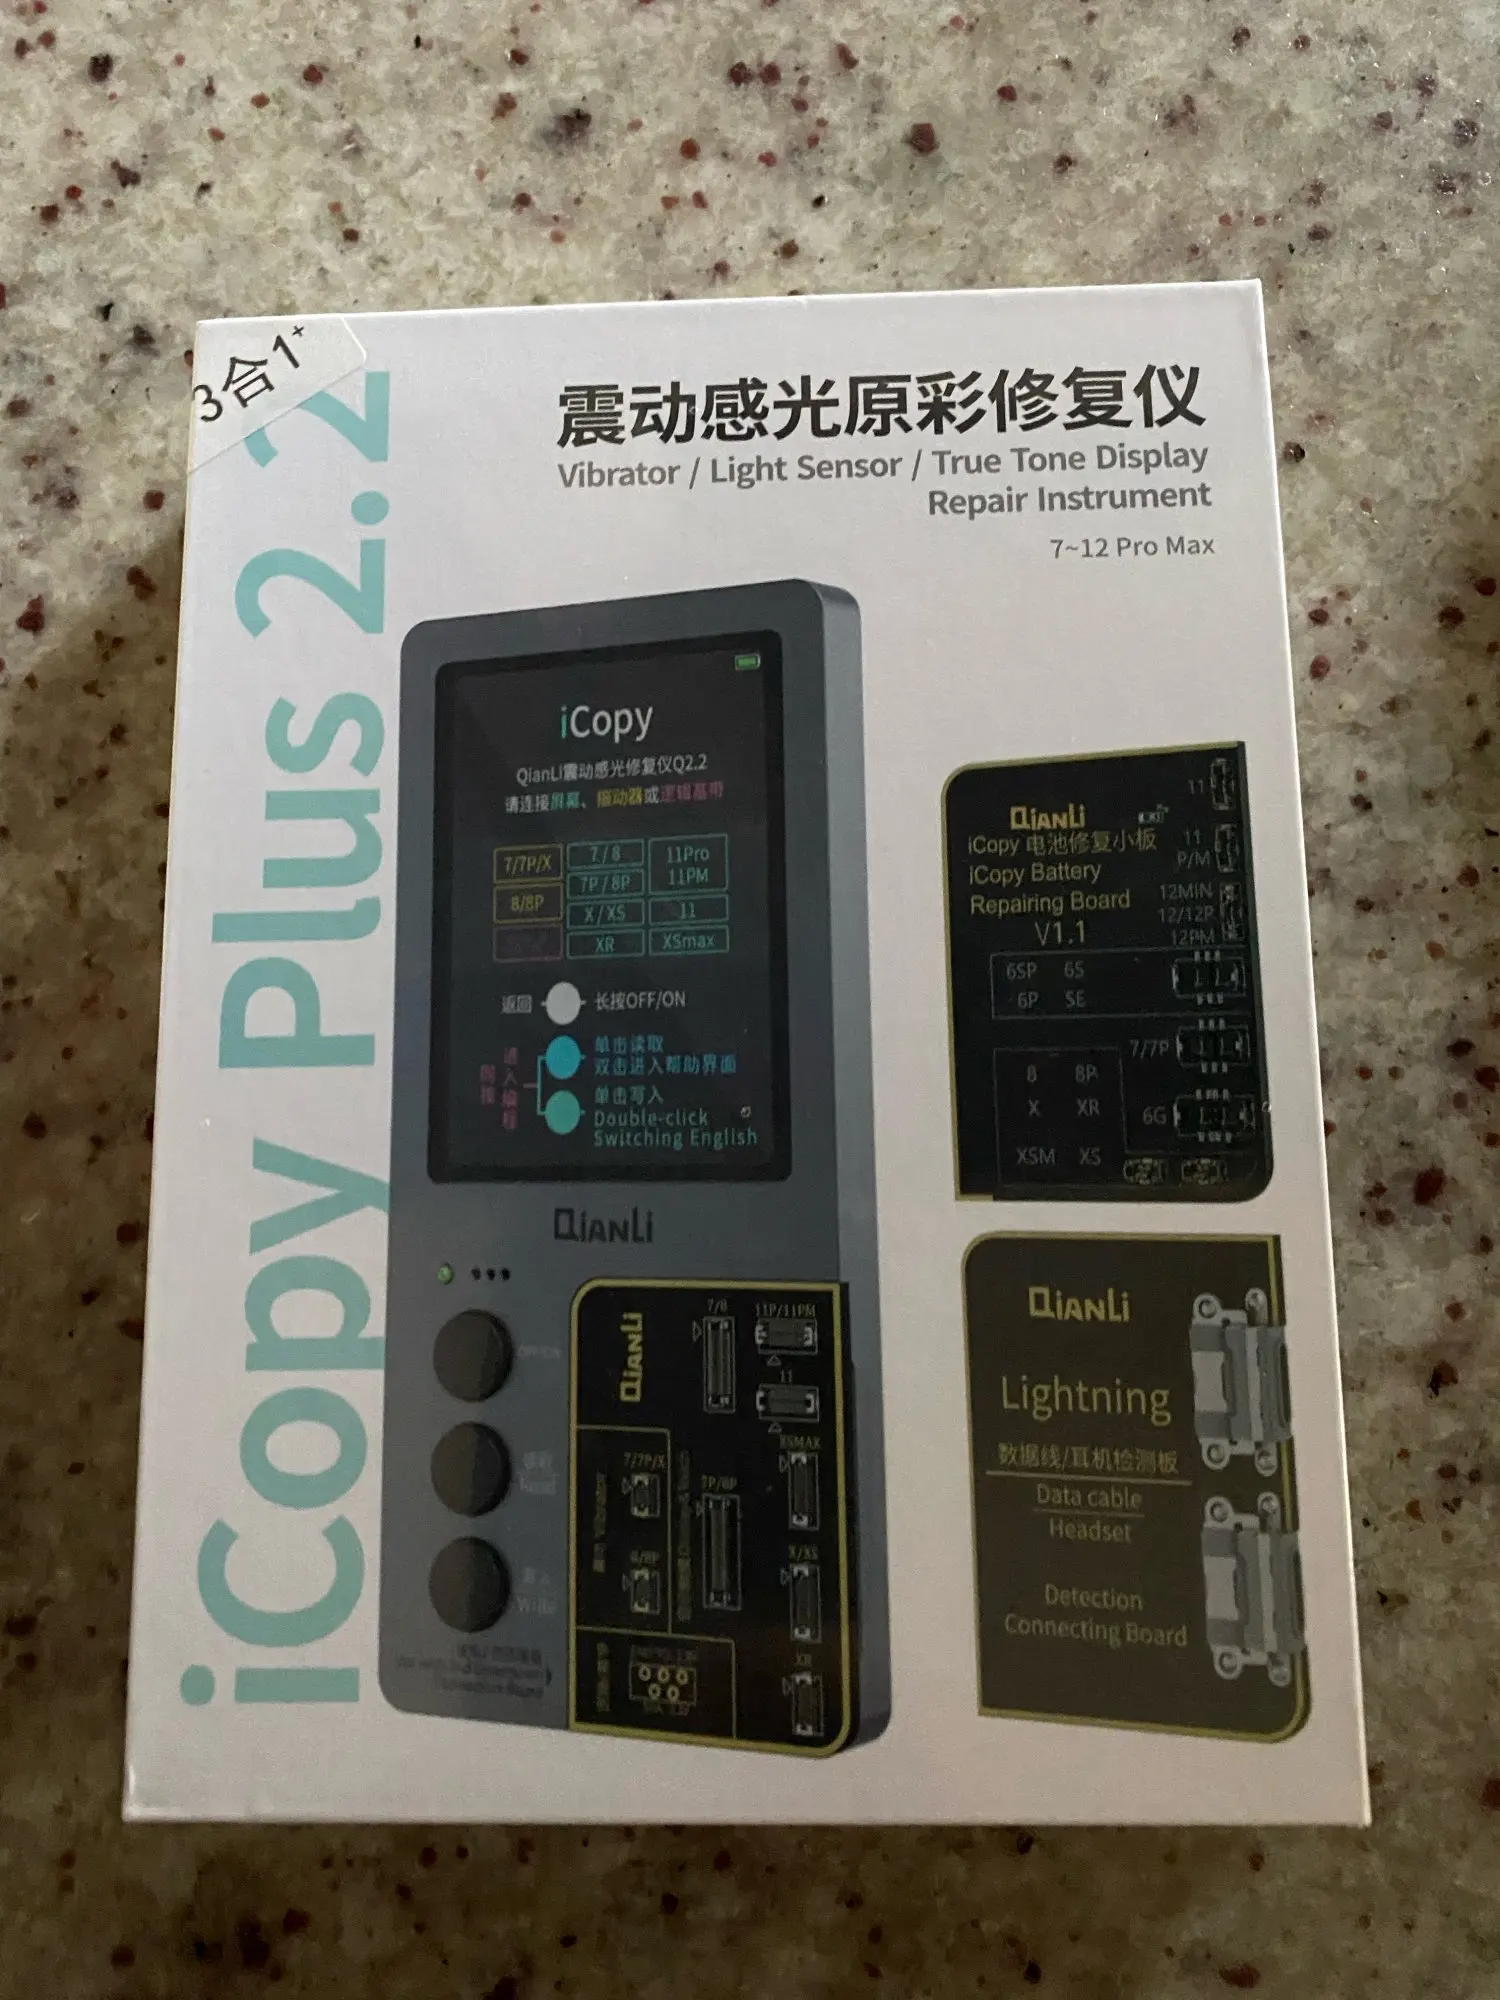 3合1+
iCopy Plus 2.2
震动感光原彩修复仪
Vibrator / Light Sensor / True Tone Display
Repair Instrument
7~12 Pro Max
iCopy
QianLi震动感光修复仪Q2.2
请连接屏幕、振动器或逻辑基带
7/7P/X
8/8P
7/8
7P/8P
X/XS
XR
11Pro
11PM
11
XSmax
返回
长按OFF/ON
单击读取
双击进入帮助界面
单击写入
Double-click
Switching English
QIANLI
7/8
11P/11PM
11
XSMAX
QIANLI
7/7P/X
7P/8P
X/XS
8/8P
XR
QIANLI
iCopy 电池修复小板
iCopy Battery
Repairing Board
V1.1
11
11
P/M
12MIN
12/12P
12PM
6SP 6S
6P SE
7/7P
8 8P
X XR
XSM XS
6G
QIANLI
Lightning
数据线/耳机检测板
Data cable
Headset
Detection
Connecting Board